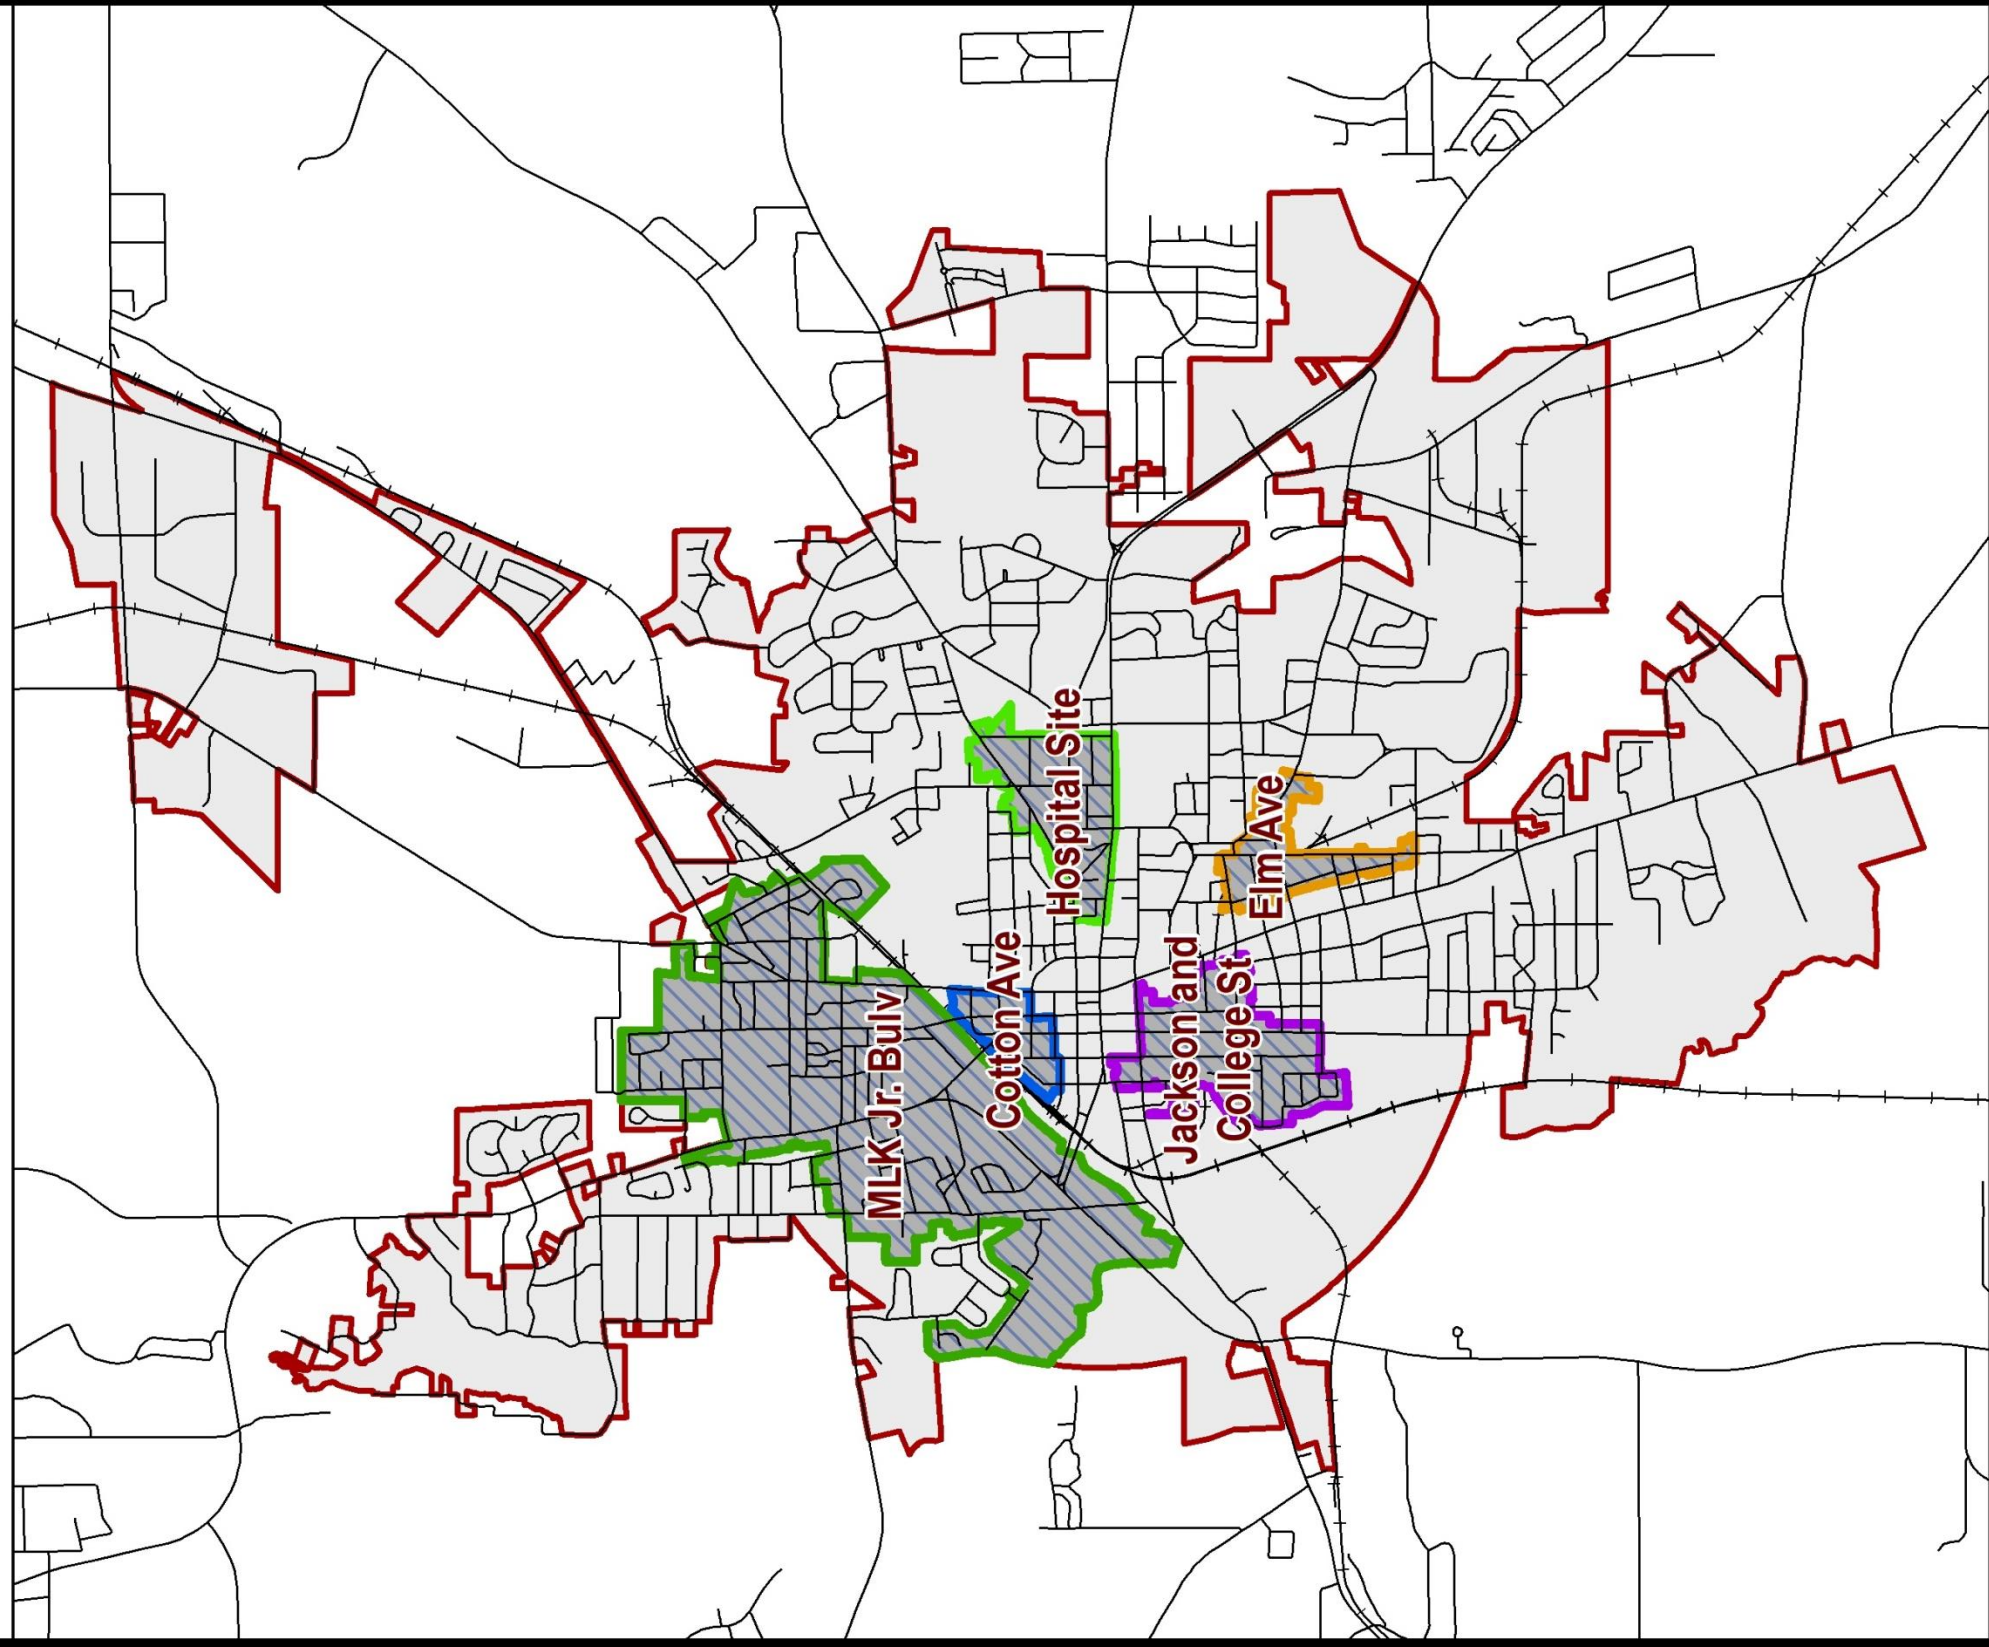 MLK Jr. Bulv
Cotton Ave
Hospital Site
Jackson and
College St
Elm Ave